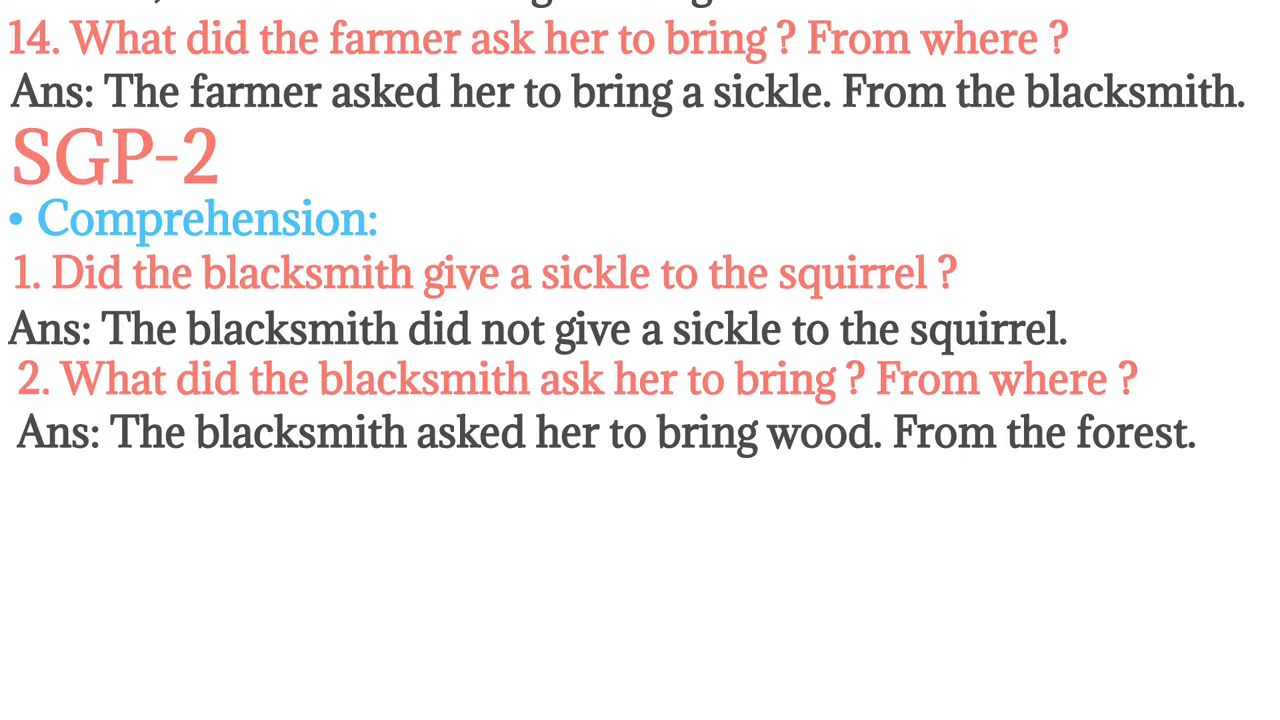 14. What did the farmer ask her to bring ? From where ?
Ans: The farmer asked her to bring a sickle. From the blacksmith.
SGP-2
• Comprehension:
1. Did the blacksmith give a sickle to the squirrel ?
Ans: The blacksmith did not give a sickle to the squirrel.
2. What did the blacksmith ask her to bring ? From where ?
Ans: The blacksmith asked her to bring wood. From the forest.